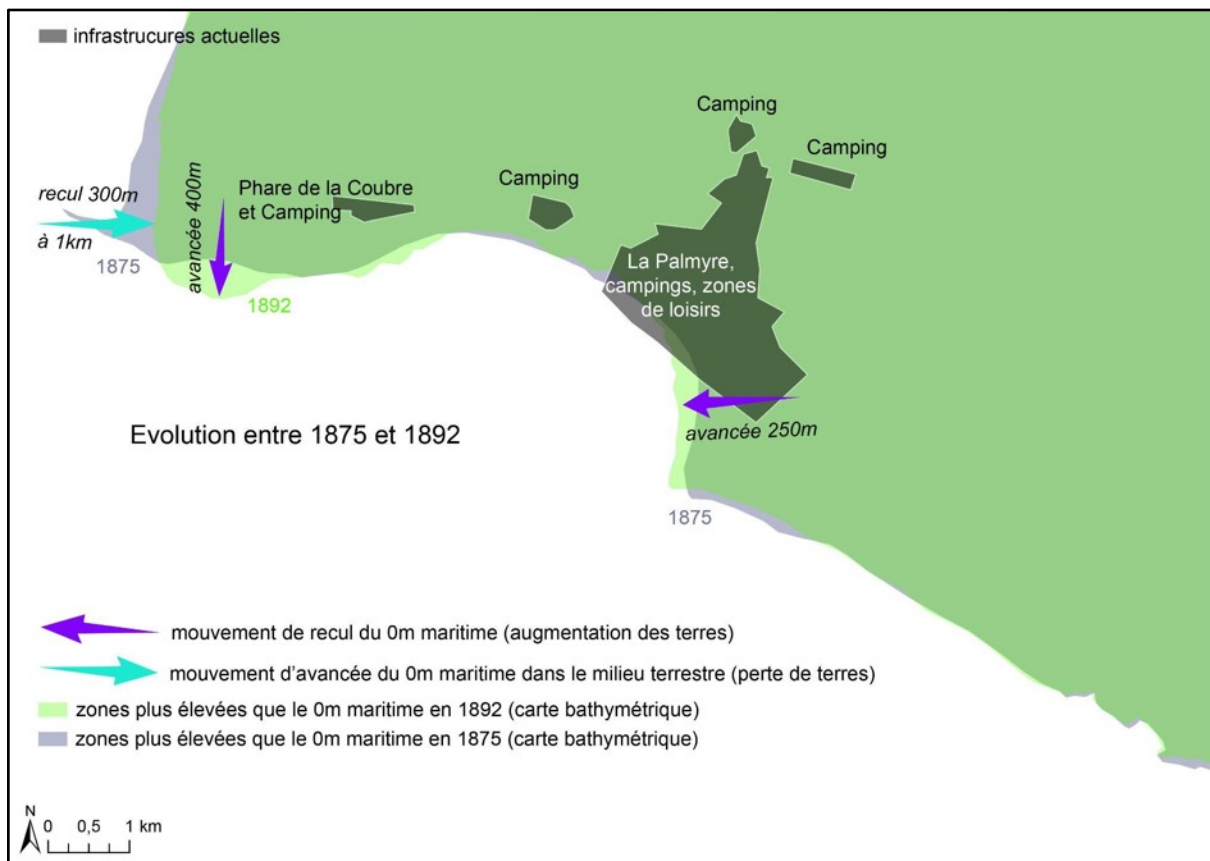 infrastrucures actuelles
Camping
Camping
Camping
Phare de la Coubre
et Camping
recul 300m
à 1km
avancée 400m
1875
1892
La Palmyre,
campings, zones
de loisirs
avancée 250m
Evolution entre 1875 et 1892
1875
mouvement de recul du 0m maritime (augmentation des terres)
mouvement d'avancée du 0m maritime dans le milieu terrestre (perte de terres)
zones plus élevées que le 0m maritime en 1892 (carte bathymétrique)
zones plus élevées que le 0m maritime en 1875 (carte bathymétrique)
N
0 0,5 1 km